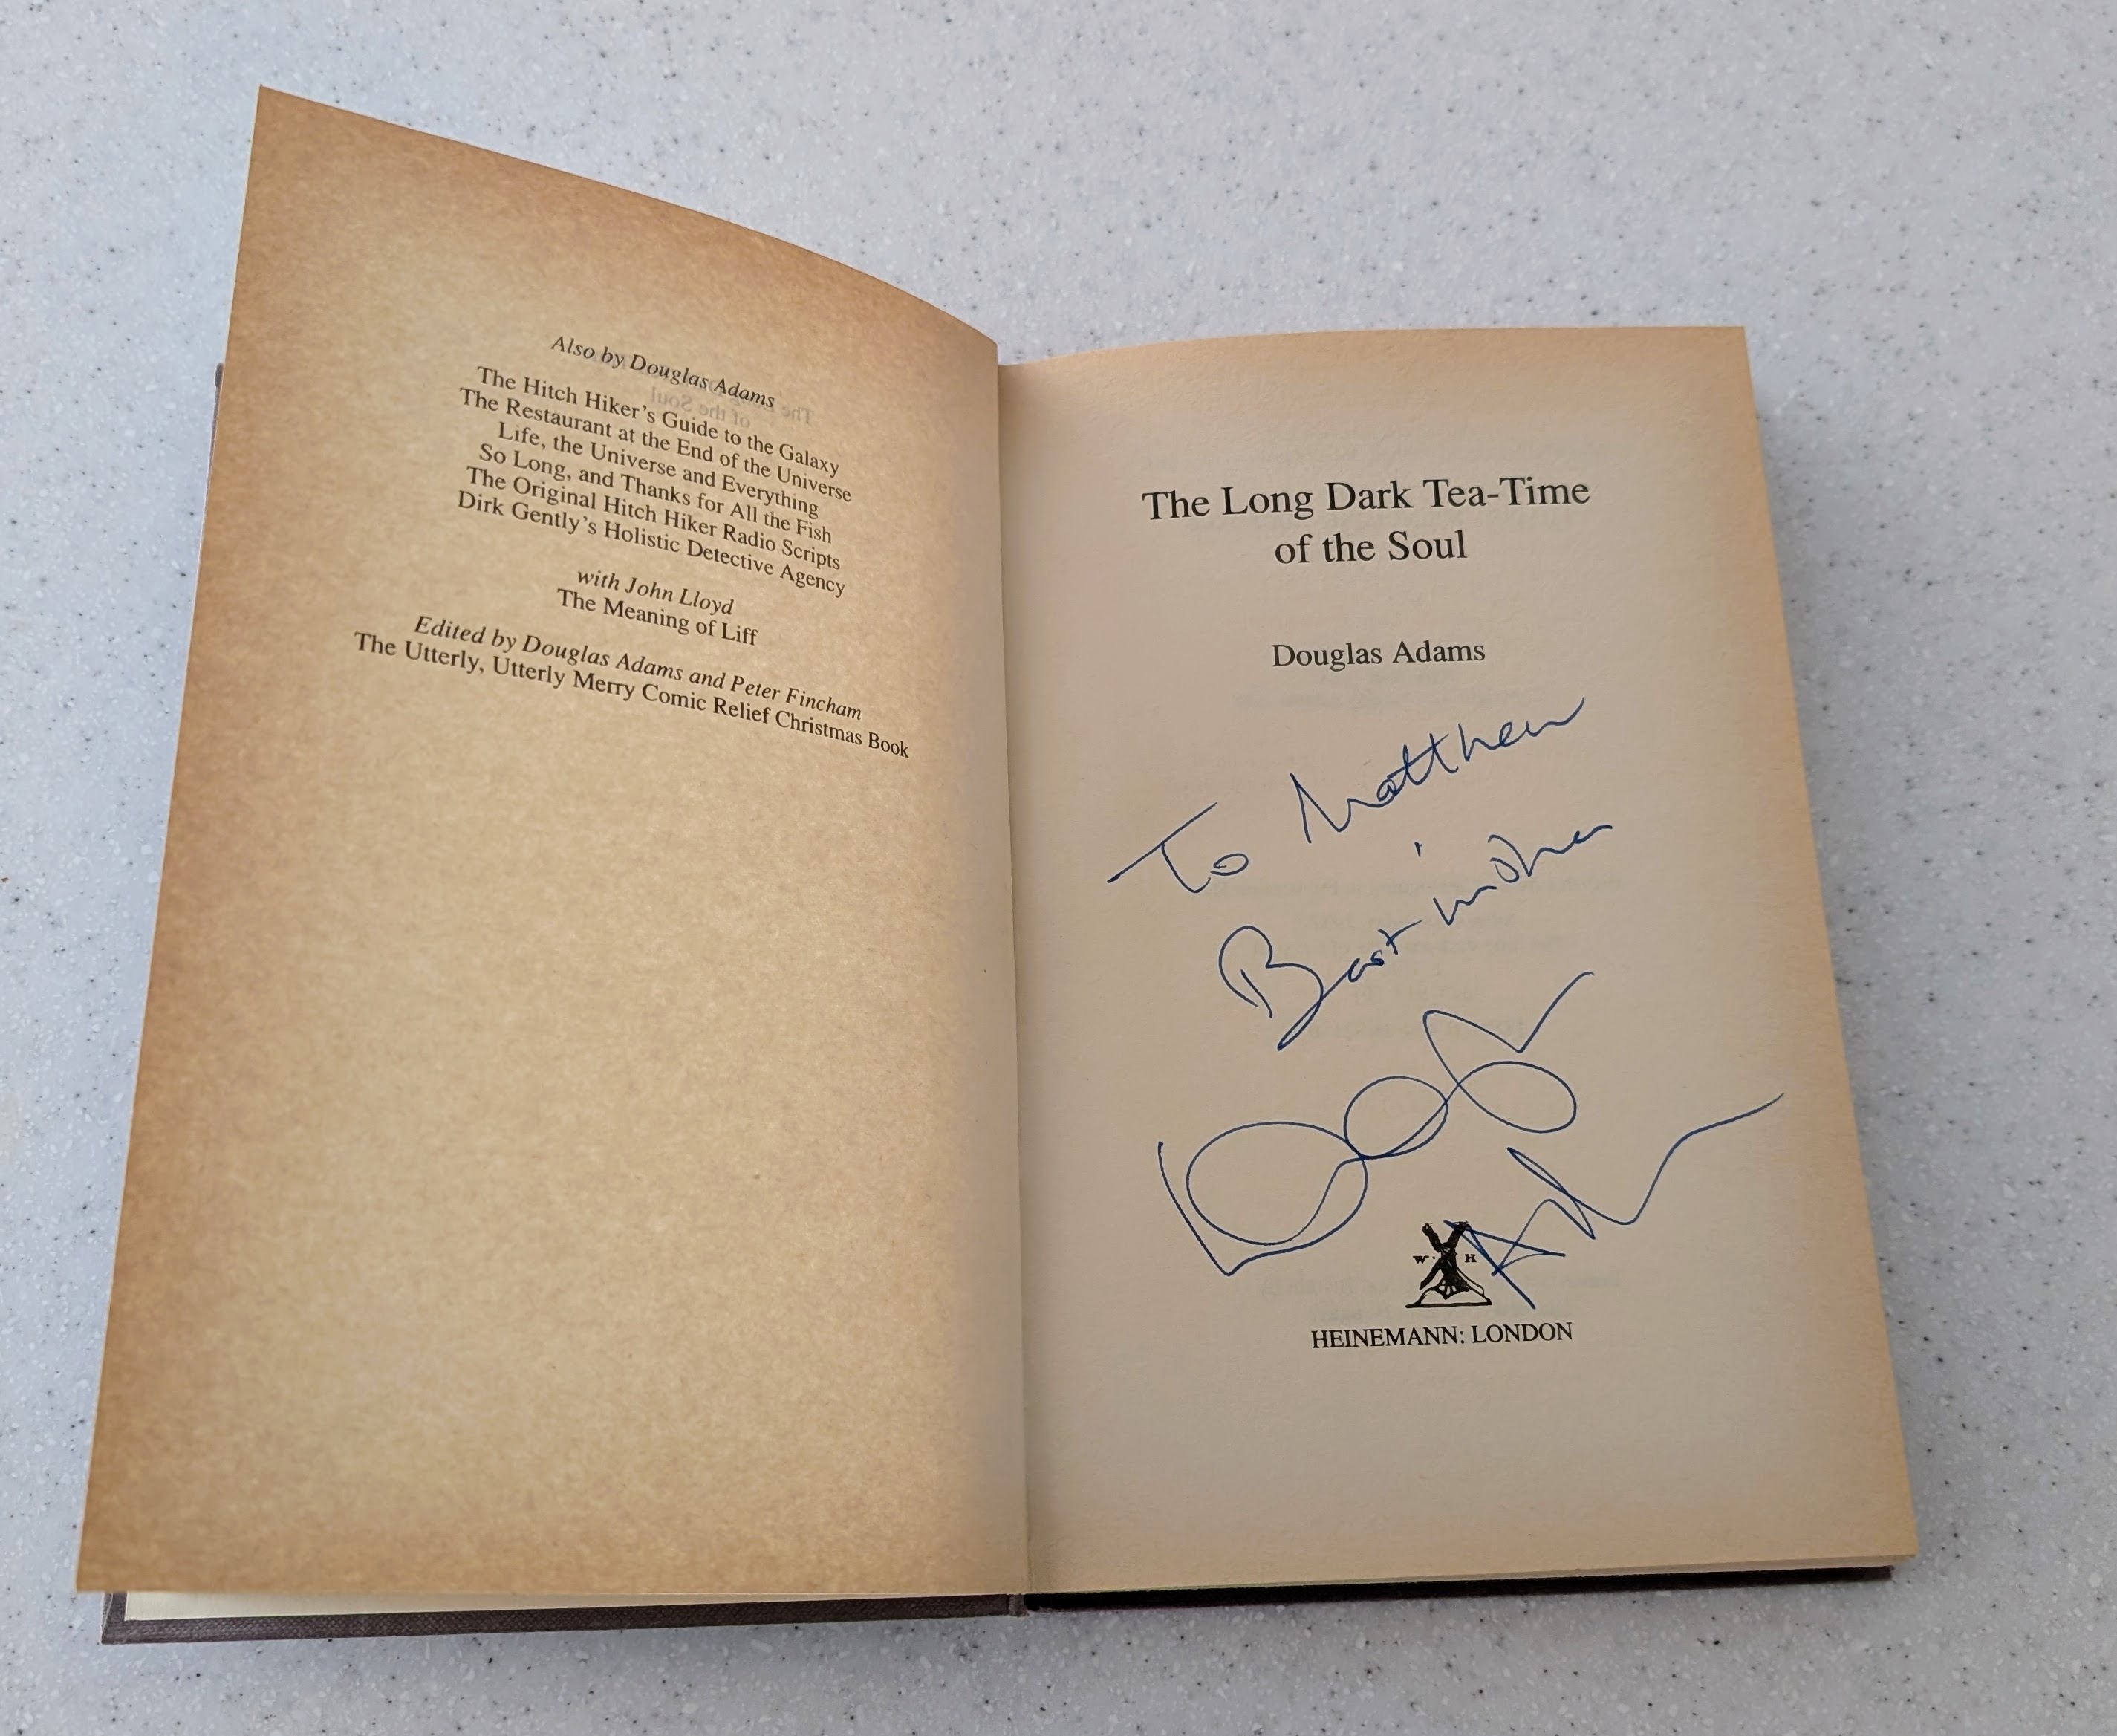 Also by Douglas Adams
The Hitch Hiker's Guide to the Galaxy
The Restaurant at the End of the Universe
Life, the Universe and Everything
So Long, and Thanks for All the Fish
The Original Hitch Hiker Radio Scripts
Dirk Gently's Holistic Detective Agency
with John Lloyd
The Meaning of Liff
Edited by Douglas Adams and Peter Fincham
The Utterly, Utterly Merry Comic Relief Christmas Book
The Long Dark Tea-Time
of the Soul
Douglas Adams
To Matthew
Best wishes
W H
HEINEMANN: LONDON